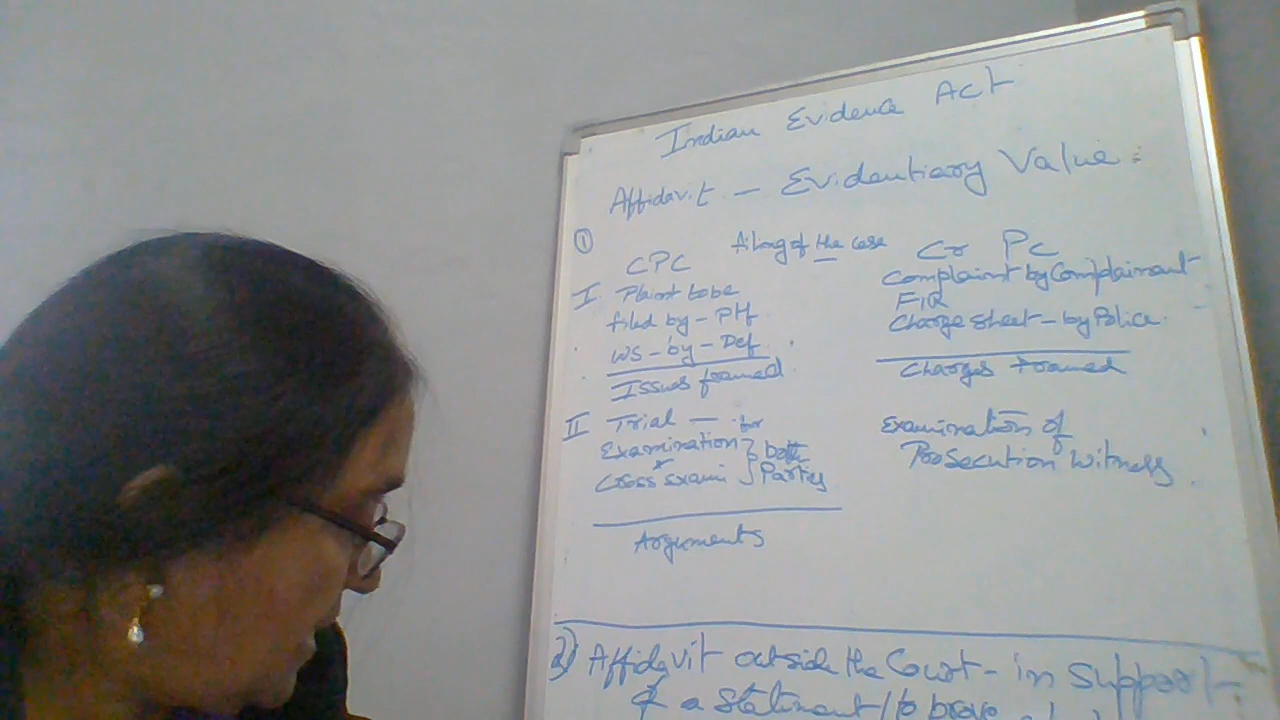 Indian Evidence Act
Affidavit — Evidentiary Value :
①
CPC
Filing of the case
Cr PC
I Plaint to be
filed by - Ptf
WS - by - Def
Issues framed
Complaint by Complainant
FIR
Charge Sheet - by Police
Charges Framed
II Trial — for
Examination } both
&
Cross exami } Parties
Arguments
Examination of
Prosecution Witness
2) Affidavit outside the Court - in Support -
of a Statement / to prove